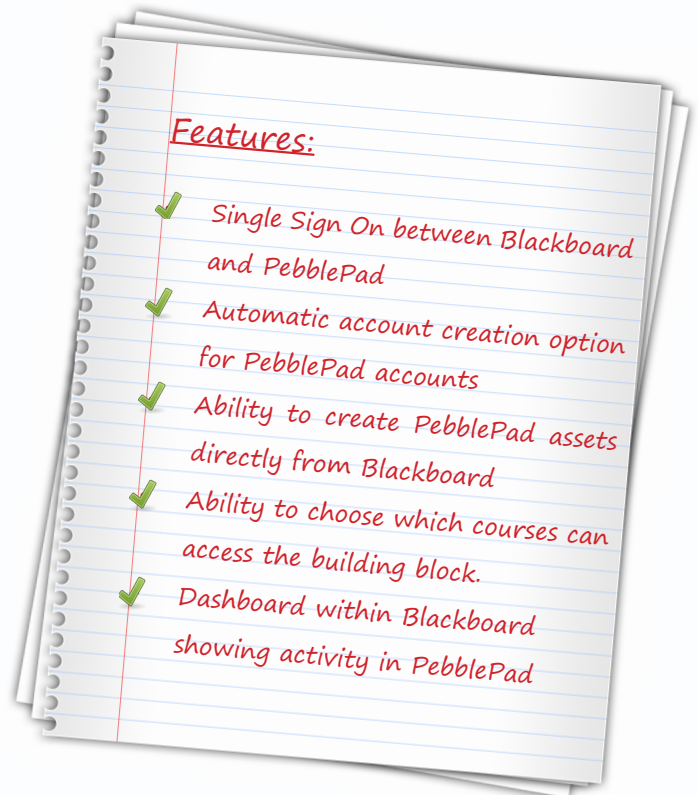 Features:
Single Sign On between Blackboard
and PebblePad
Automatic account creation option
for PebblePad accounts
Ability to create PebblePad assets
directly from Blackboard
Ability to choose which courses can
access the building block.
Dashboard within Blackboard
showing activity in PebblePad